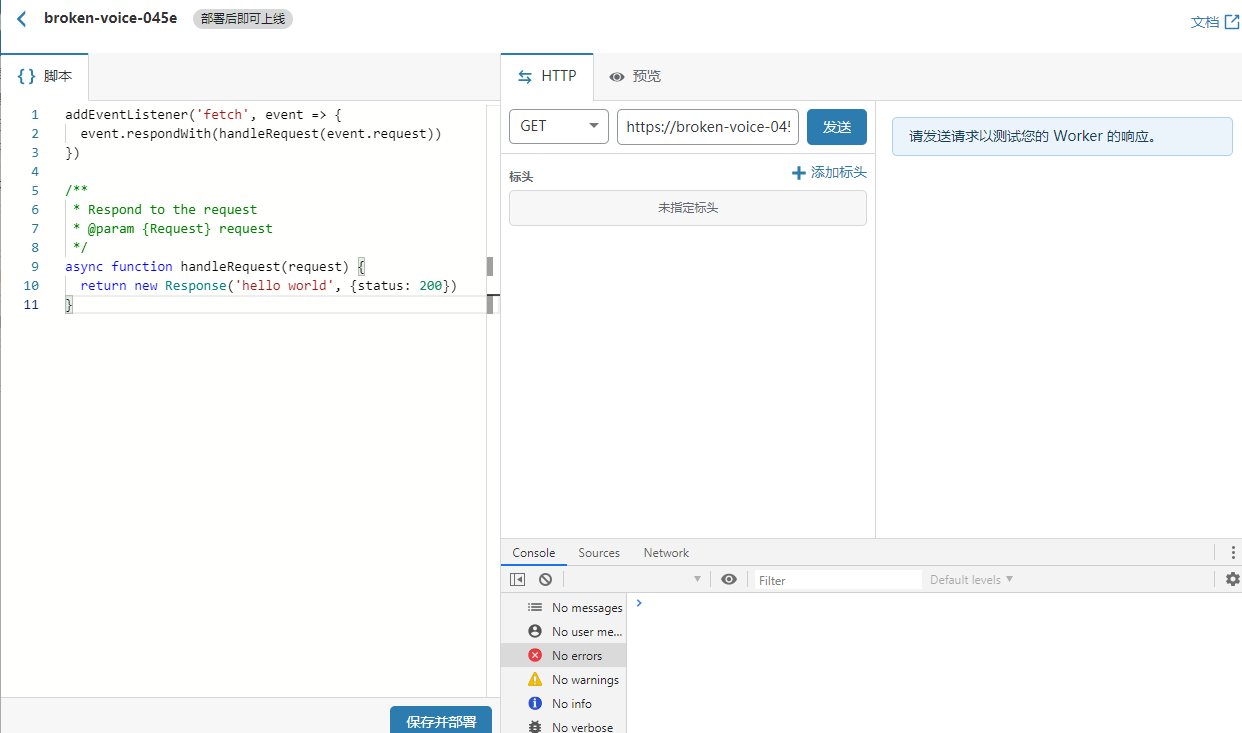 broken-voice-045e 部署后即可上线
文档
{ } 脚本
1 addEventListener('fetch', event => {
2 event.respondWith(handleRequest(event.request))
3 })
4
5 /**
6 * Respond to the request
7 * @param {Request} request
8 */
9 async function handleRequest(request) {
10 return new Response('hello world', {status: 200})
11 }
保存并部署
HTTP 预览
GET https://broken-voice-045 发送
标头 添加标头
未指定标头
请发送请求以测试您的 Worker 的响应。
Console Sources Network
Filter Default levels
No messages
No user me...
No errors
No warnings
No info
No verbose